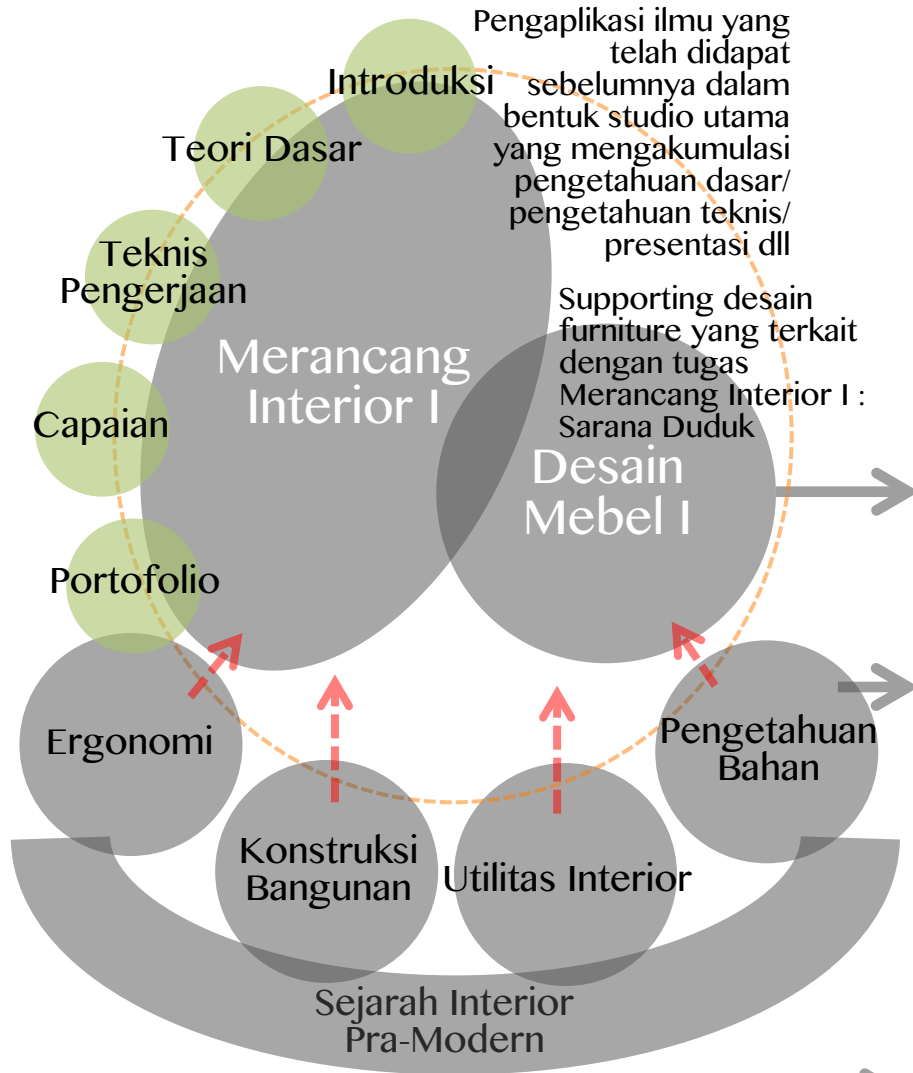 Pengaplikasi ilmu yang
telah didapat
sebelumnya dalam
bentuk studio utama
yang mengakumulasi
pengetahuan dasar/
pengetahuan teknis/
presentasi dll
Introduksi
Teori Dasar
Teknis
Pengerjaan
Capaian
Portofolio
Merancang
Interior I
Supporting desain
furniture yang terkait
dengan tugas
Merancang Interior I :
Sarana Duduk
Desain
Mebel I
Ergonomi
Konstruksi
Bangunan
Utilitas Interior
Pengetahuan
Bahan
Sejarah Interior
Pra-Modern